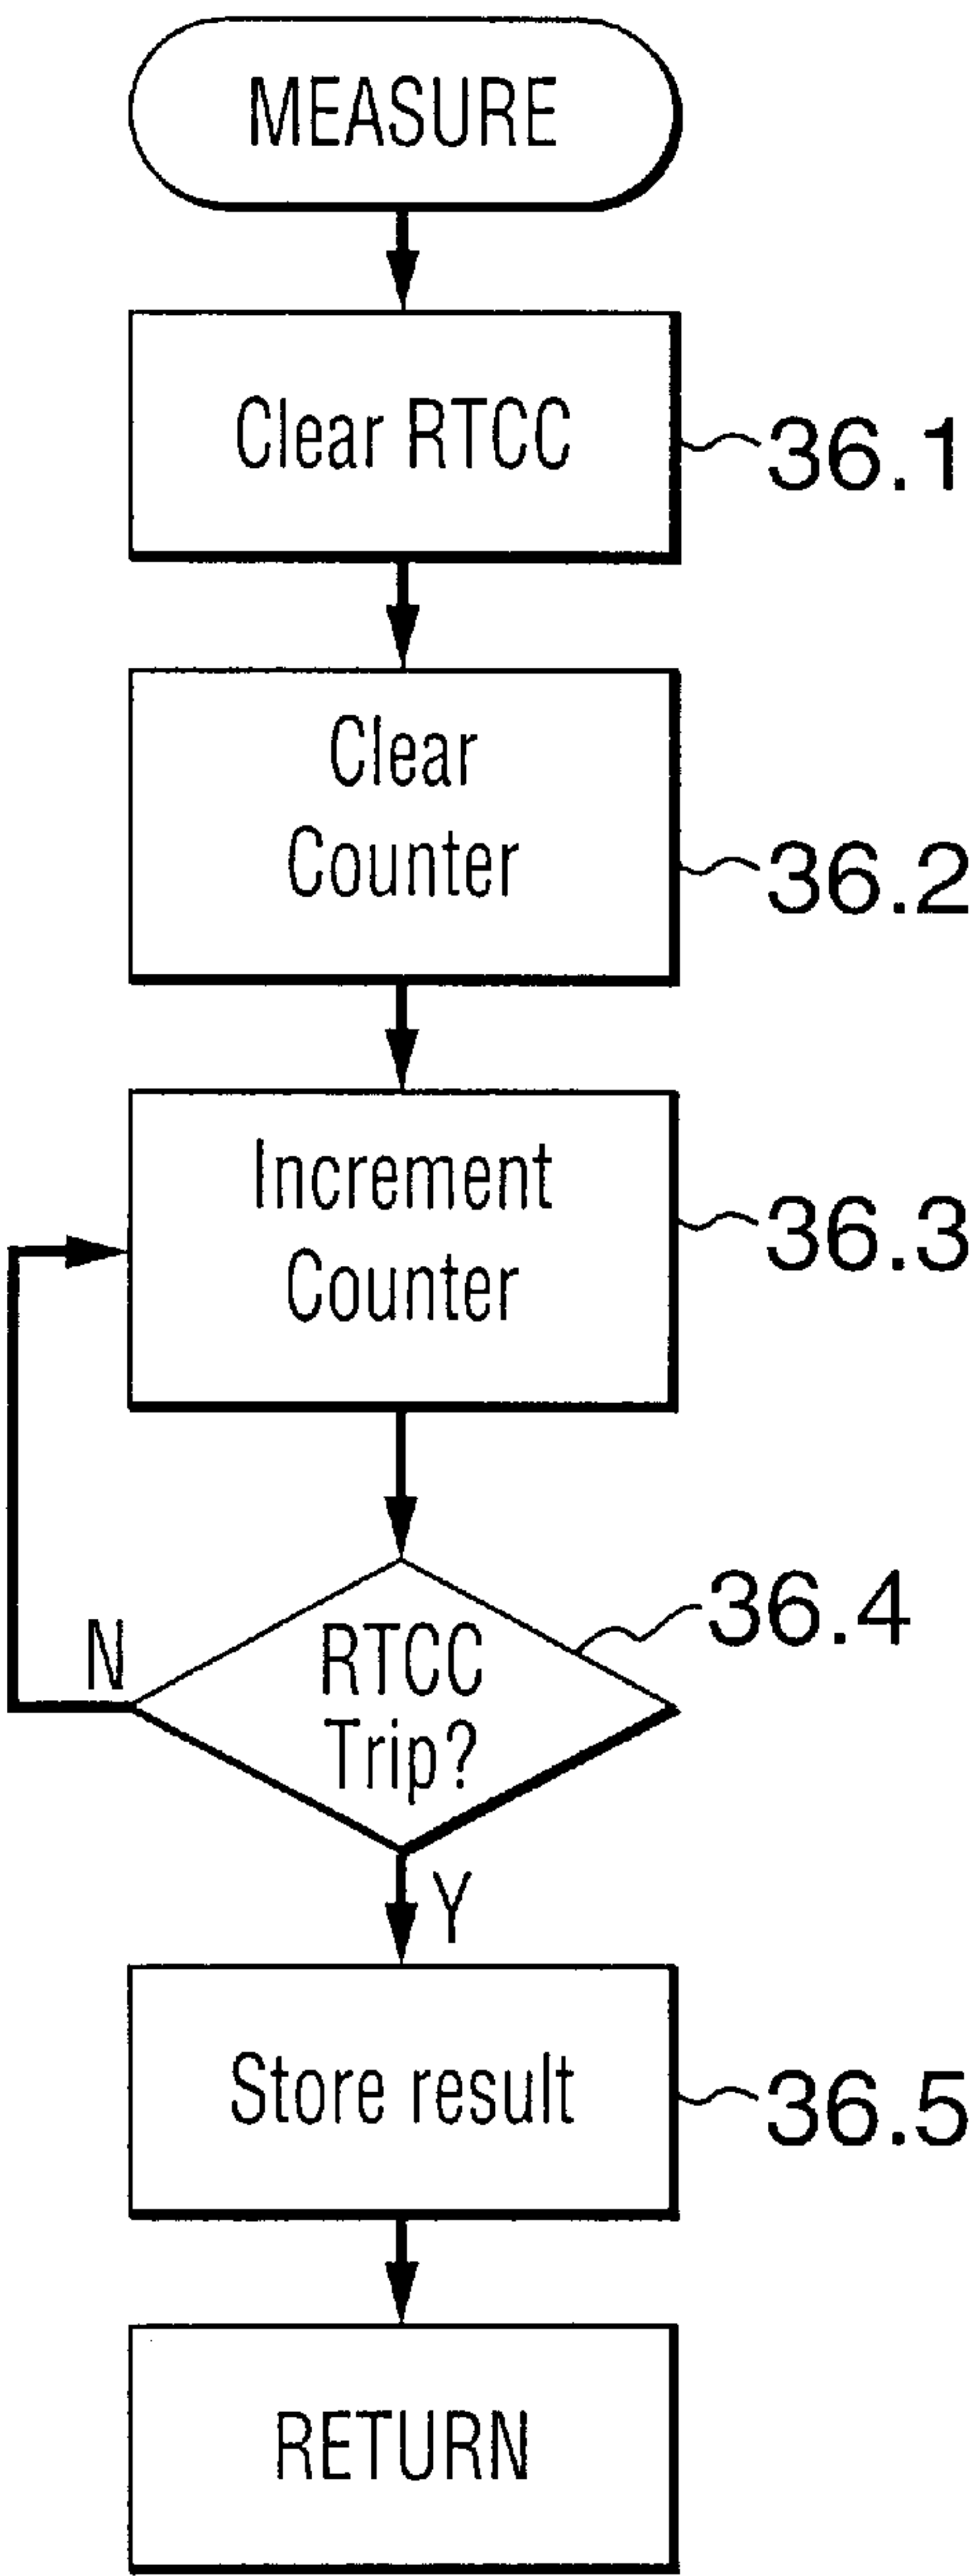 MEASURE
Clear RTCC
36.1
Clear
Counter
36.2
Increment
Counter
36.3
RTCC
Trip?
36.4
N
Y
Store result
36.5
RETURN